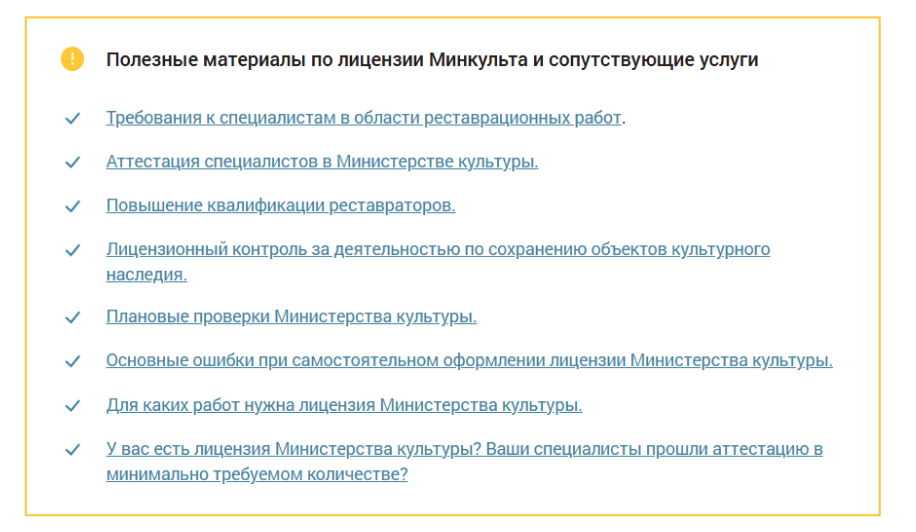 Полезные материалы по лицензии Минкульта и сопутствующие услуги
Требования к специалистам в области реставрационных работ.
Аттестация специалистов в Министерстве культуры.
Повышение квалификации реставраторов.
Лицензионный контроль за деятельностью по сохранению объектов культурного
наследия.
Плановые проверки Министерства культуры.
Основные ошибки при самостоятельном оформлении лицензии Министерства культуры.
Для каких работ нужна лицензия Министерства культуры.
У вас есть лицензия Министерства культуры? Ваши специалисты прошли аттестацию в
минимально требуемом количестве?